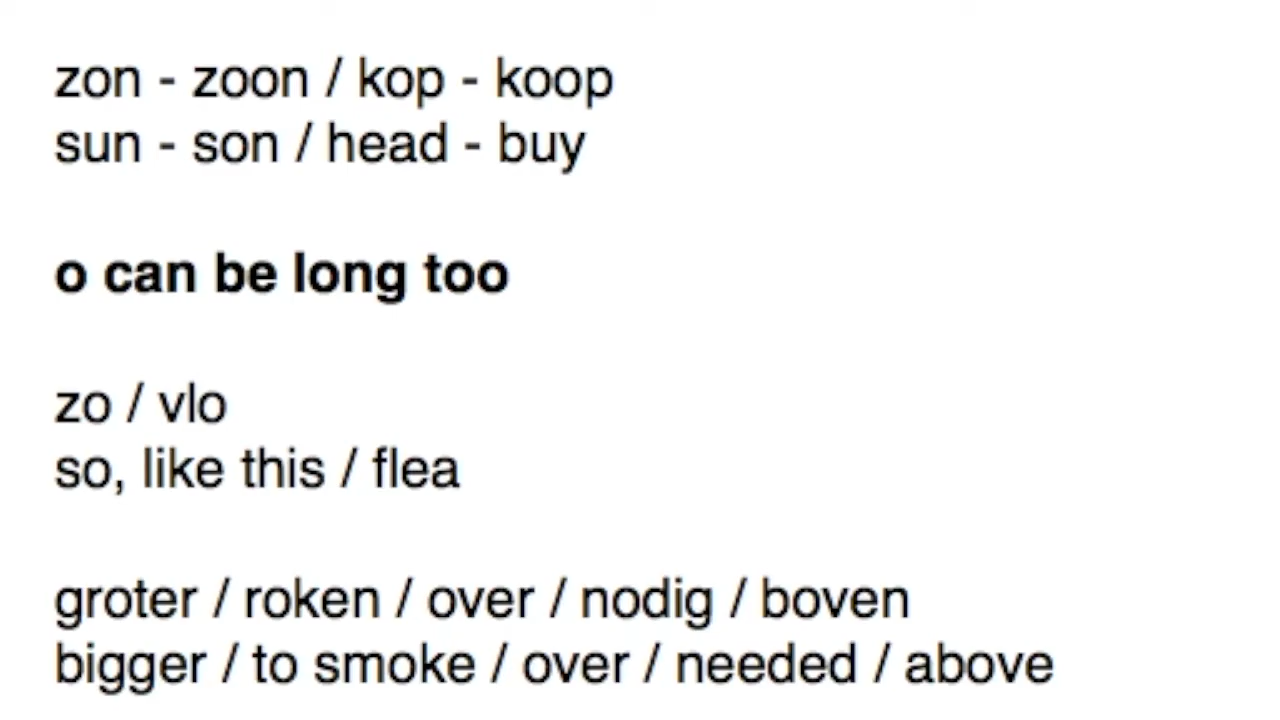 zon - zoon / kop - koop
sun - son / head - buy
o can be long too
zo / vlo
so, like this / flea
groter / roken / over / nodig / boven
bigger / to smoke / over / needed / above